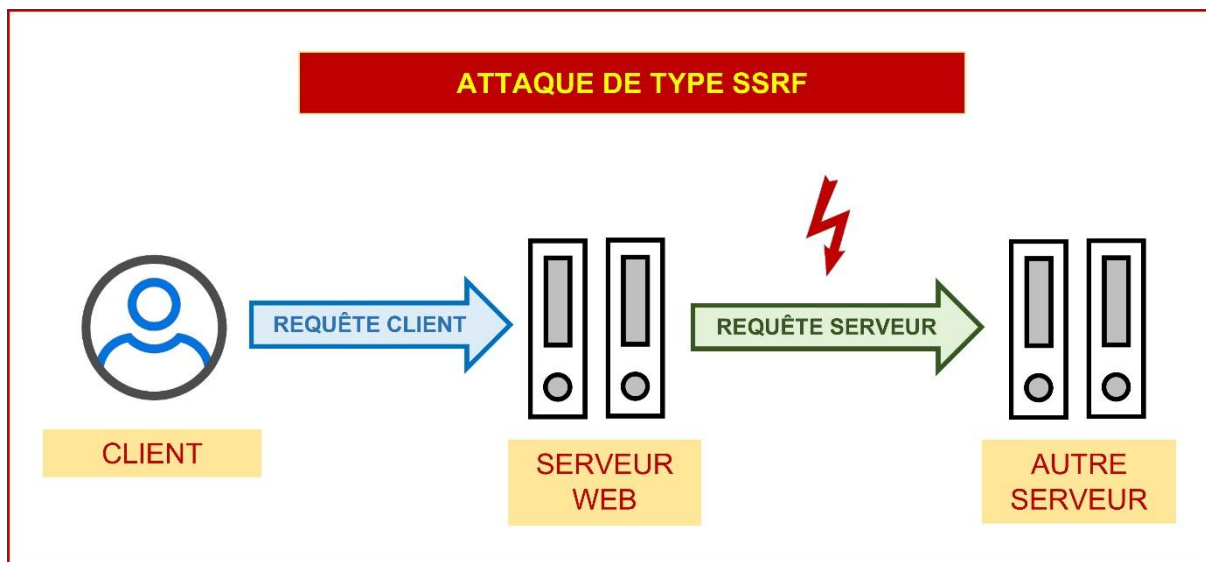 ATTAQUE DE TYPE SSRF
REQUÊTE CLIENT
REQUÊTE SERVEUR
CLIENT
SERVEUR
WEB
AUTRE
SERVEUR